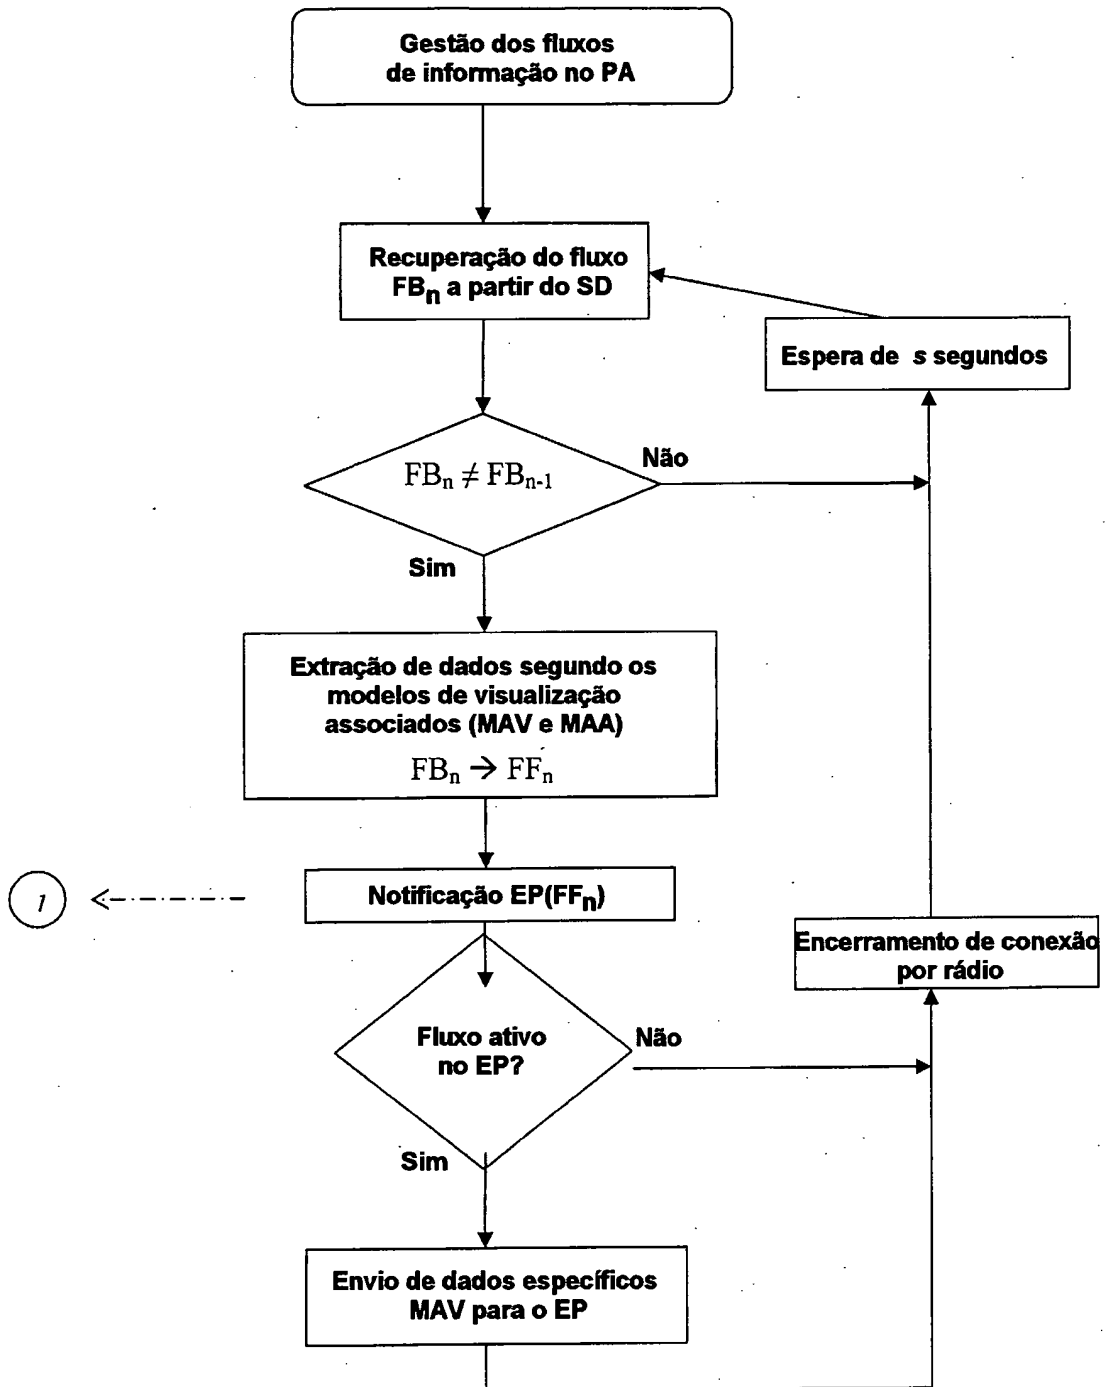 Gestão dos fluxos
de informação no PA
Recuperação do fluxo
FBn a partir do SD
Espera de s segundos
FBn ≠ FBn-1
Não
Sim
Extração de dados segundo os
modelos de visualização
associados (MAV e MAA)
FBn → FFn
1
Notificação EP(FFn)
Encerramento de conexão
por rádio
Fluxo ativo
no EP?
Não
Sim
Envio de dados específicos
MAV para o EP